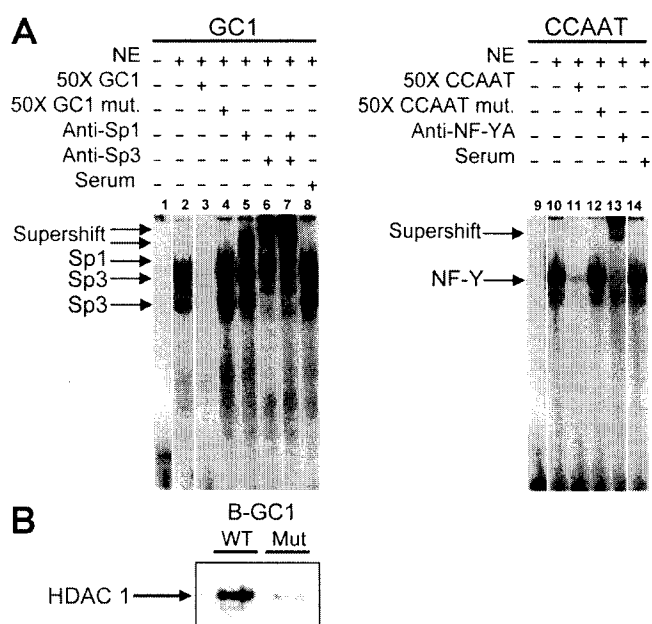 A
GC1
NE - + + + + + + +
50X GC1 - - + - - - - -
50X GC1 mut. - - - + - - - -
Anti-Sp1 - - - - + - + -
Anti-Sp3 - - - - - + + -
Serum - - - - - - - +
1 2 3 4 5 6 7 8
Supershift
Sp1
Sp3
Sp3
CCAAT
NE - + + + + +
50X CCAAT - - + - - -
50X CCAAT mut. - - - + - -
Anti-NF-YA - - - - + -
Serum - - - - - +
9 10 11 12 13 14
Supershift
NF-Y
B
B-GC1
WT Mut
HDAC 1